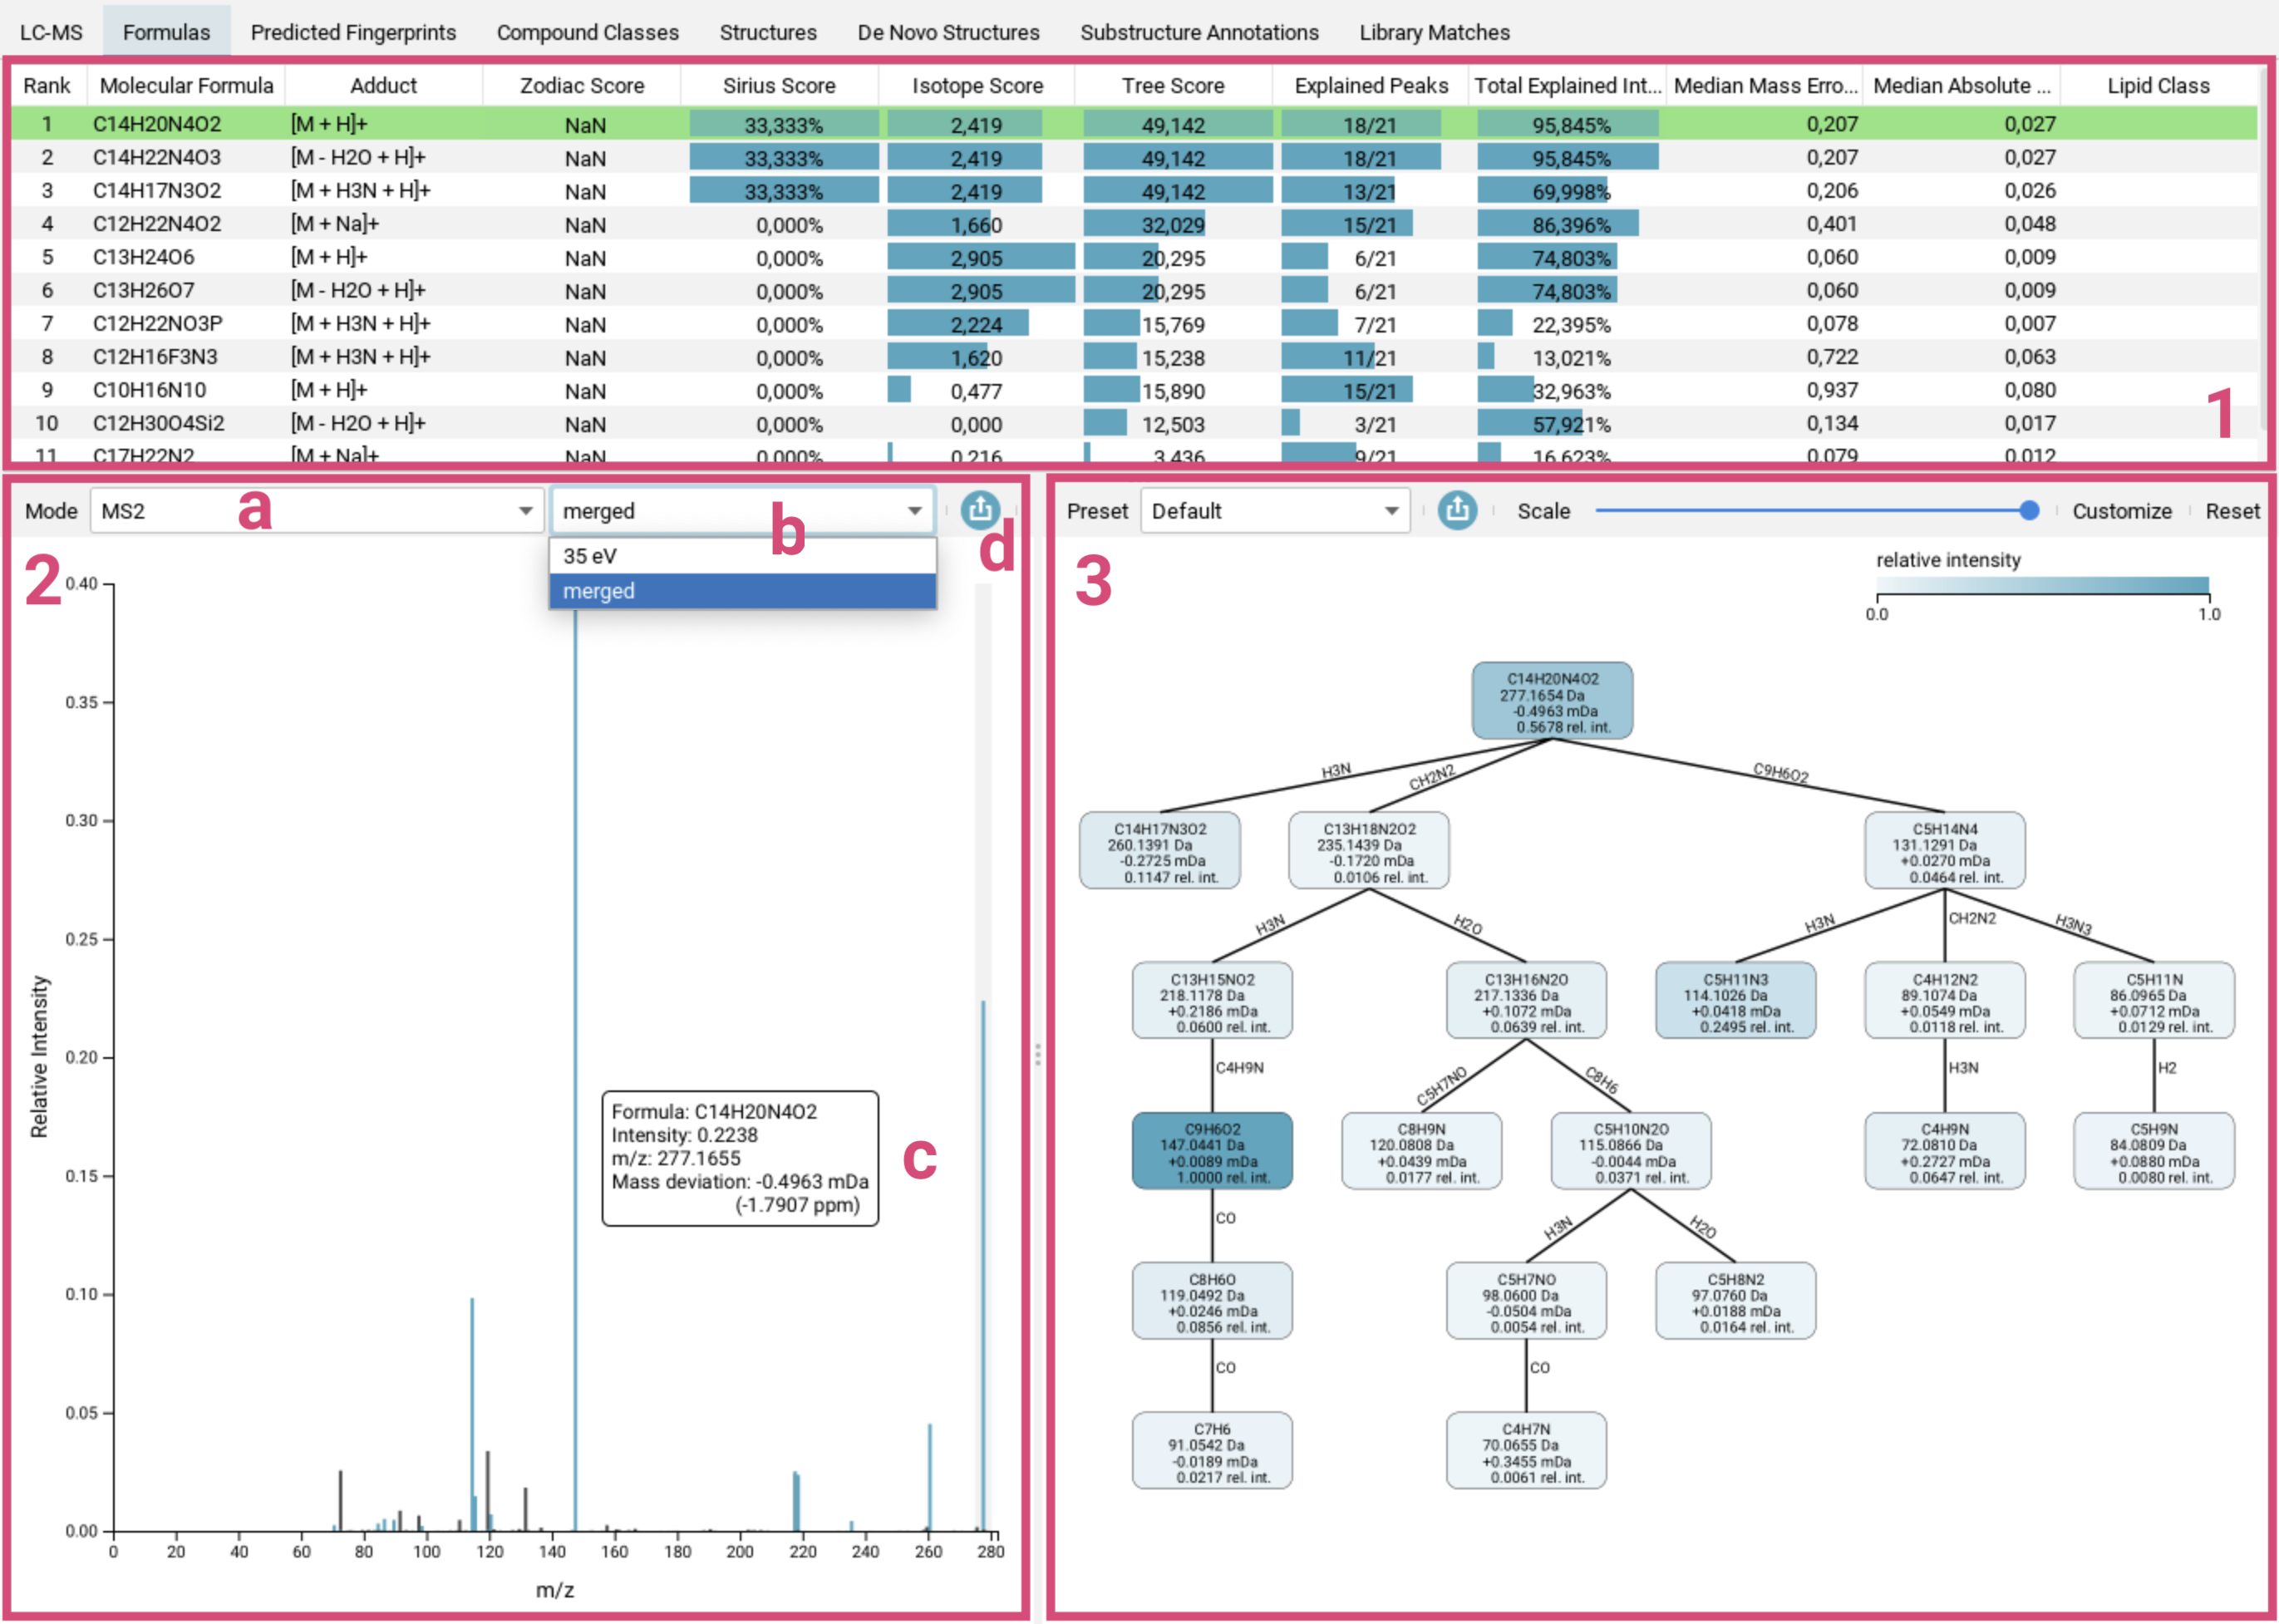 LC-MS Formulas Predicted Fingerprints Compound Classes Structures De Novo Structures Substructure Annotations Library Matches
Rank Molecular Formula Adduct Zodiac Score Sirius Score Isotope Score Tree Score Explained Peaks Total Explained Int... Median Mass Erro... Median Absolute ... Lipid Class
1 C14H20N4O2 [M + H]+ NaN 33,333% 2,419 49,142 18/21 95,845% 0,207 0,027
2 C14H22N4O3 [M - H2O + H]+ NaN 33,333% 2,419 49,142 18/21 95,845% 0,207 0,027
3 C14H17N3O2 [M + H3N + H]+ NaN 33,333% 2,419 49,142 13/21 69,998% 0,206 0,026
4 C12H22N4O2 [M + Na]+ NaN 0,000% 1,660 32,029 15/21 86,396% 0,401 0,048
5 C13H24O6 [M + H]+ NaN 0,000% 2,905 20,295 6/21 74,803% 0,060 0,009
6 C13H26O7 [M - H2O + H]+ NaN 0,000% 2,905 20,295 6/21 74,803% 0,060 0,009
7 C12H22NO3P [M + H3N + H]+ NaN 0,000% 2,224 15,769 7/21 22,395% 0,078 0,007
8 C12H16F3N3 [M + H3N + H]+ NaN 0,000% 1,620 15,238 11/21 13,021% 0,722 0,063
9 C10H16N10 [M + H]+ NaN 0,000% 0,477 15,890 15/21 32,963% 0,937 0,080
10 C12H30O4Si2 [M - H2O + H]+ NaN 0,000% 0,000 12,503 3/21 57,921% 0,134 0,017
11 C17H22N2 [M + Na]+ NaN 0,000% 0,216 3,436 9/21 16,623% 0,079 0,012
1
Mode MS2 a merged b d
35 eV
merged
2
0.40
0.35
0.30
0.25
0.20
0.15
0.10
0.05
0.00
Relative Intensity
Formula: C14H20N4O2
Intensity: 0.2238
m/z: 277.1655
Mass deviation: -0.4963 mDa
(-1.7907 ppm)
c
0 20 40 60 80 100 120 140 160 180 200 220 240 260 280
m/z
Preset Default Scale Customize Reset
3
relative intensity
0.0 1.0
C14H20N4O2
277.1654 Da
-0.4963 mDa
0.5678 rel. int.
H3N CH2N2 C9H6O2
C14H17N3O2
260.1391 Da
-0.2725 mDa
0.1147 rel. int.
C13H18N2O2
235.1439 Da
-0.1720 mDa
0.0106 rel. int.
C5H14N4
131.1291 Da
+0.0270 mDa
0.0464 rel. int.
H3N H2O H3N CH2N2 H3N3
C13H15NO2
218.1178 Da
+0.2186 mDa
0.0600 rel. int.
C13H16N2O
217.1336 Da
+0.1072 mDa
0.0639 rel. int.
C5H11N3
114.1026 Da
+0.0418 mDa
0.2495 rel. int.
C4H12N2
89.1074 Da
+0.0549 mDa
0.0118 rel. int.
C5H11N
86.0965 Da
+0.0712 mDa
0.0129 rel. int.
C4H9N C5H7NO C8H6 H3N H2
C9H6O2
147.0441 Da
+0.0089 mDa
1.0000 rel. int.
C8H9N
120.0808 Da
+0.0439 mDa
0.0177 rel. int.
C5H10N2O
115.0866 Da
-0.0044 mDa
0.0371 rel. int.
C4H9N
72.0810 Da
+0.2727 mDa
0.0647 rel. int.
C5H9N
84.0809 Da
+0.0880 mDa
0.0080 rel. int.
CO H3N H2O
C8H6O
119.0492 Da
+0.0246 mDa
0.0856 rel. int.
C5H7NO
98.0600 Da
-0.0504 mDa
0.0054 rel. int.
C5H8N2
97.0760 Da
+0.0188 mDa
0.0164 rel. int.
CO CO
C7H6
91.0542 Da
-0.0189 mDa
0.0217 rel. int.
C4H7N
70.0655 Da
+0.3455 mDa
0.0061 rel. int.